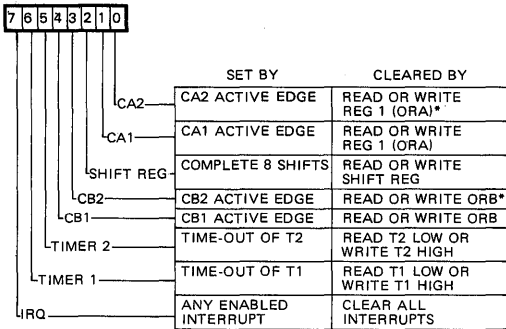 7 6 5 4 3 2 1 0
SET BY CLEARED BY
CA2 CA2 ACTIVE EDGE READ OR WRITE
REG 1 (ORA)*
CA1 CA1 ACTIVE EDGE READ OR WRITE
REG 1 (ORA)
SHIFT REG COMPLETE 8 SHIFTS READ OR WRITE
SHIFT REG
CB2 CB2 ACTIVE EDGE READ OR WRITE ORB*
CB1 CB1 ACTIVE EDGE READ OR WRITE ORB
TIMER 2 TIME-OUT OF T2 READ T2 LOW OR
WRITE T2 HIGH
TIMER 1 TIME-OUT OF T1 READ T1 LOW OR
WRITE T1 HIGH
IRQ ANY ENABLED CLEAR ALL
INTERRUPT INTERRUPTS